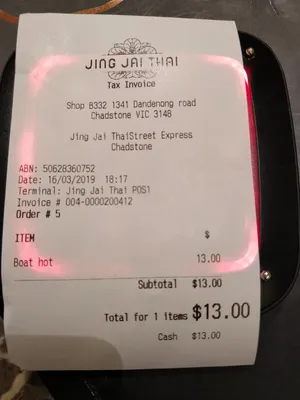 JING JAI THAI
Tax Invoice
Shop B332 1341 Dandenong road
Chadstone VIC 3148
Jing Jai ThaiStreet Express
Chadstone
ABN: 50628360752
Date: 16/03/2019 18:17
Terminal: Jing Jai Thai POS1
Invoice # 004-0000200412
Order # 5
ITEM $
Boat hot 13.00
Subtotal $13.00
Total for 1 items $13.00
Cash $13.00